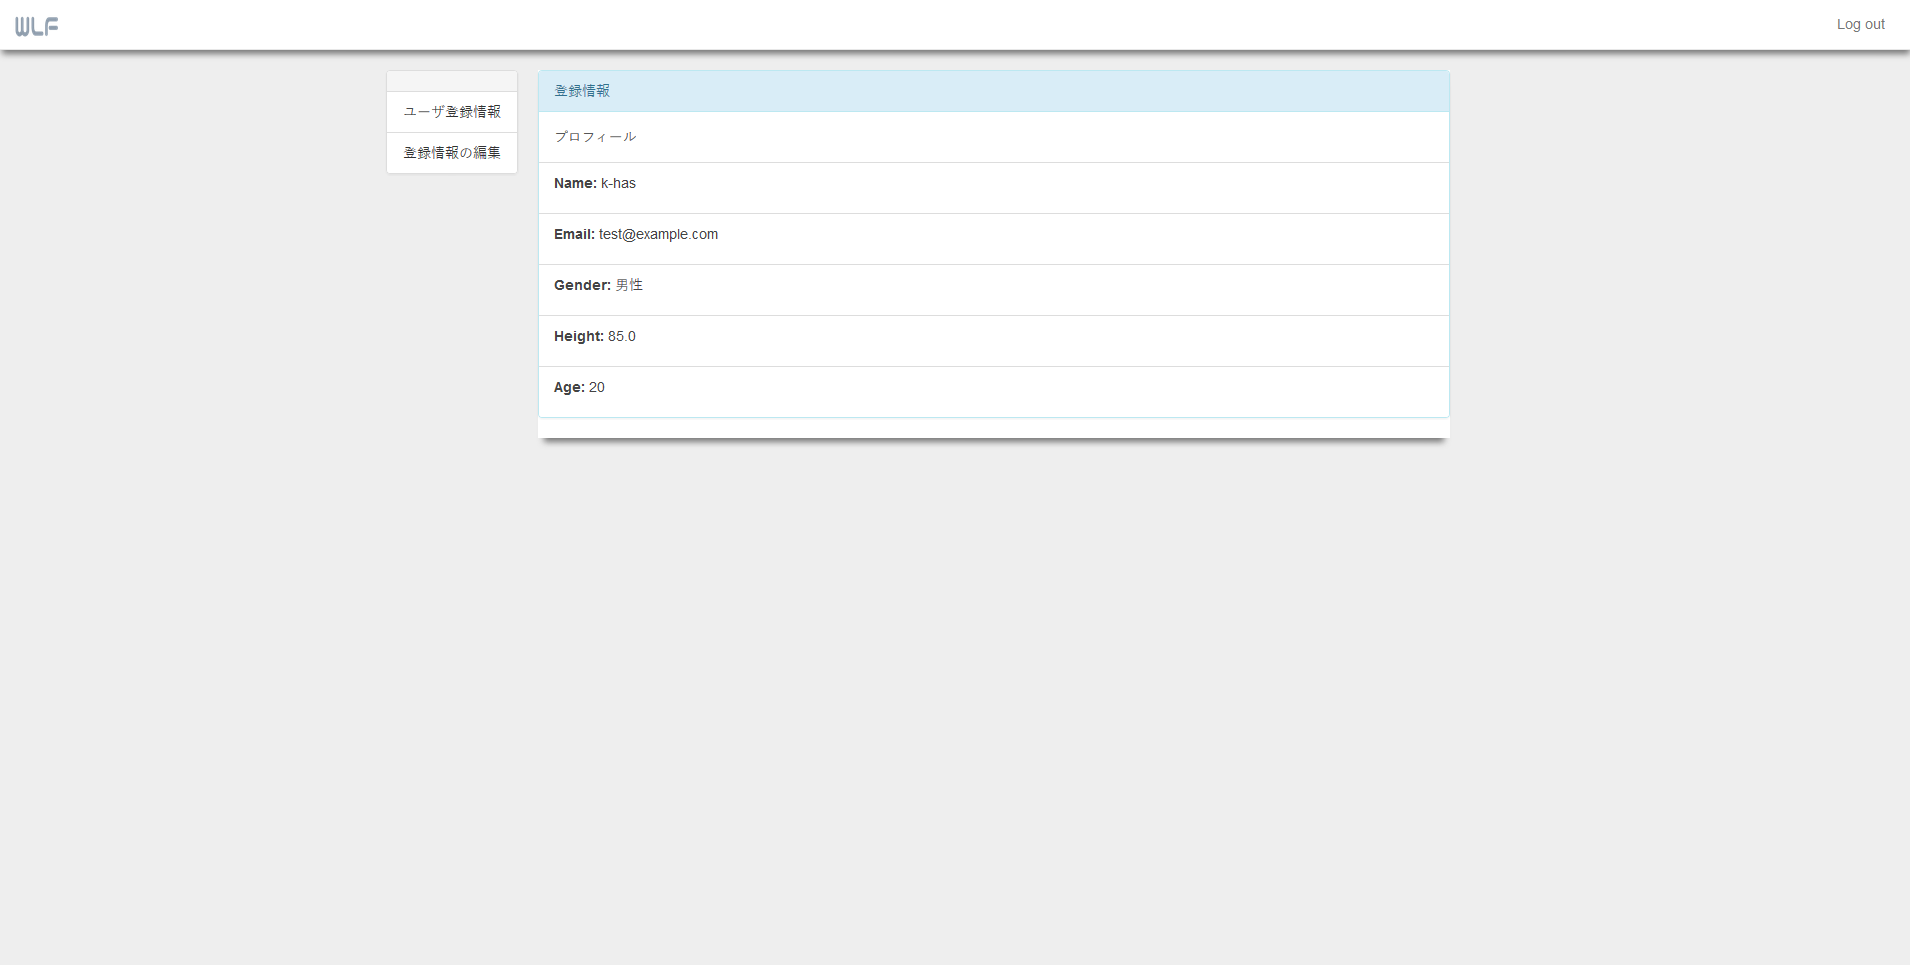 WLF
Log out
ユーザ登録情報
登録情報の編集
登録情報
プロフィール
Name: k-has
Email: test@example.com
Gender: 男性
Height: 85.0
Age: 20